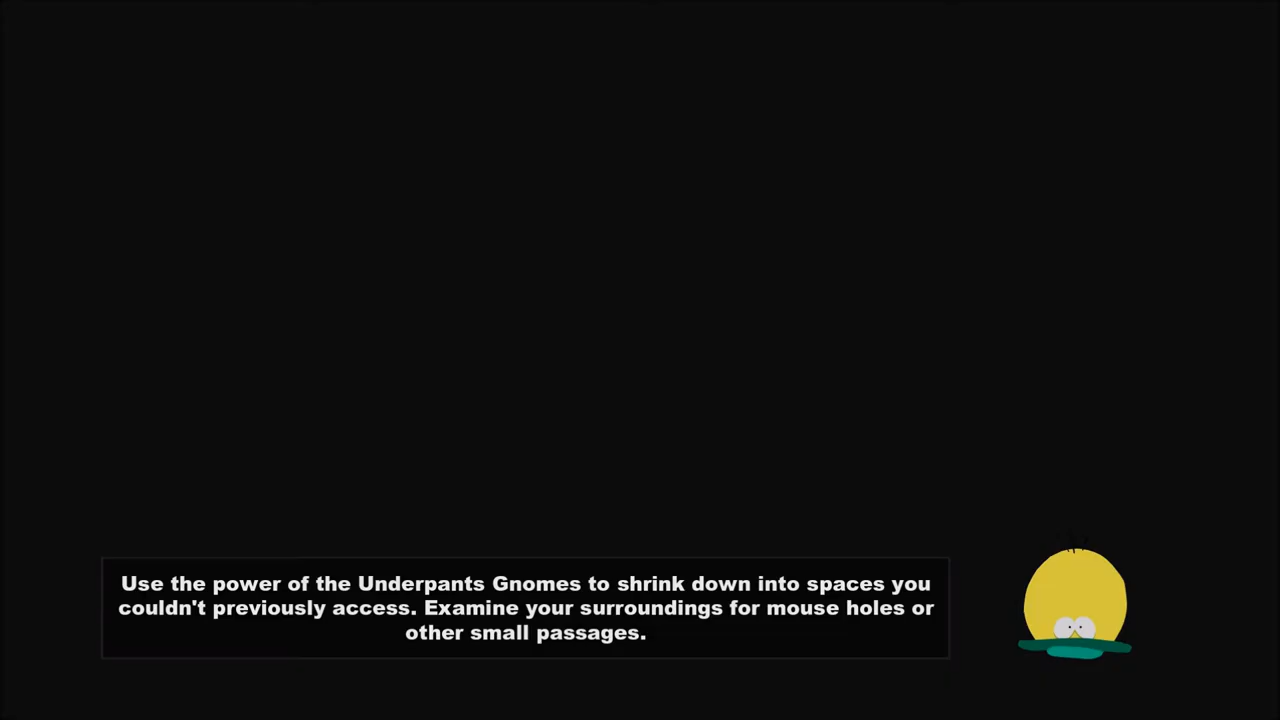 Use the power of the Underpants Gnomes to shrink down into spaces you
couldn't previously access. Examine your surroundings for mouse holes or
other small passages.